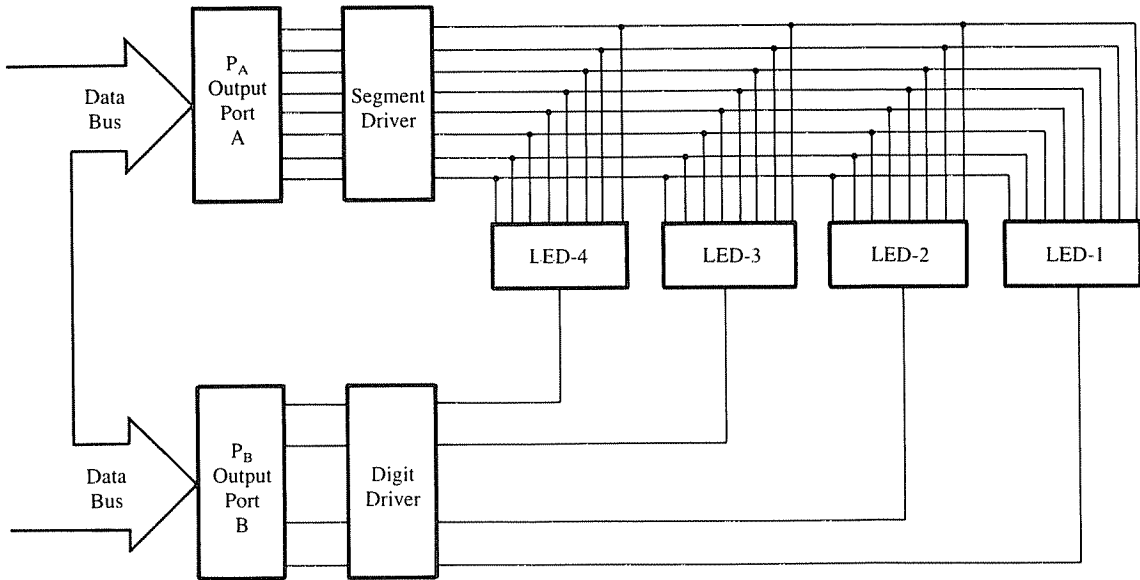 Data
Bus
P_A
Output
Port
A
Segment
Driver
LED-4
LED-3
LED-2
LED-1
Data
Bus
P_B
Output
Port
B
Digit
Driver